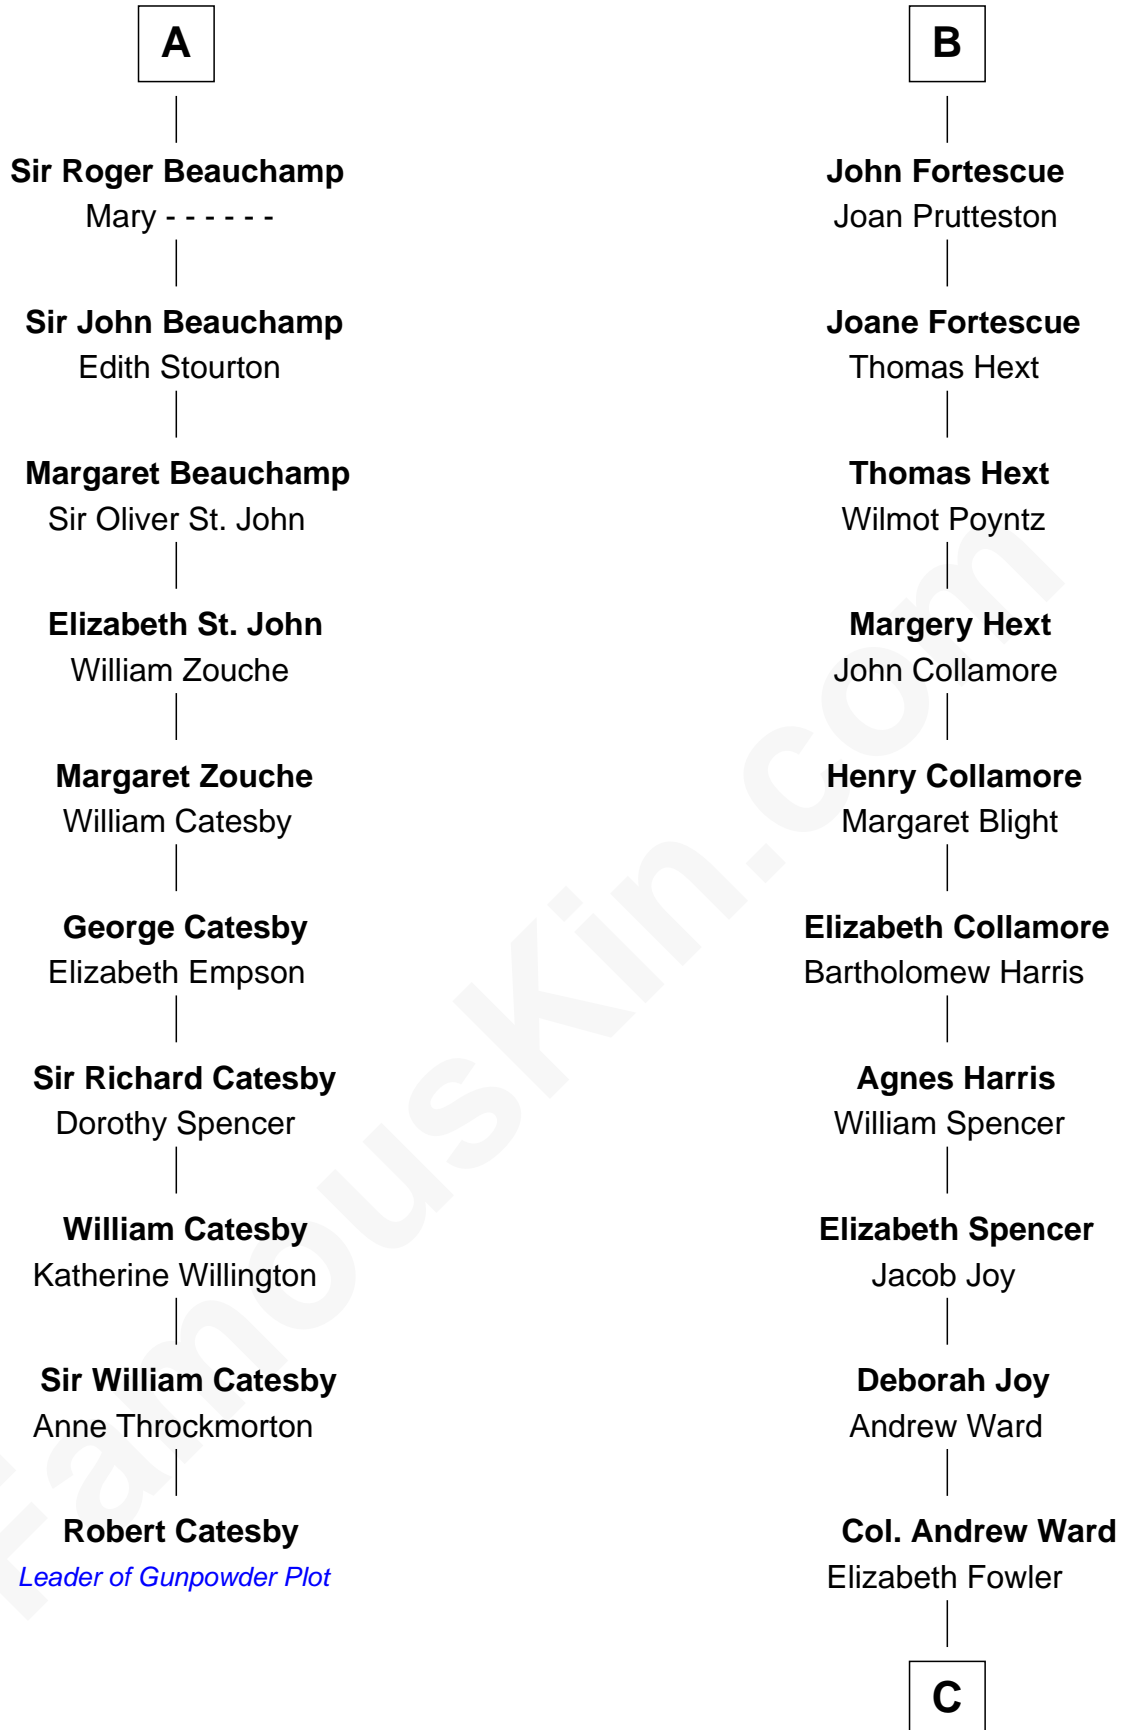 A
Sir Roger Beauchamp
Mary - - - - - -
Sir John Beauchamp
Edith Stourton
Margaret Beauchamp
Sir Oliver St. John
Elizabeth St. John
William Zouche
Margaret Zouche
William Catesby
George Catesby
Elizabeth Empson
Sir Richard Catesby
Dorothy Spencer
William Catesby
Katherine Willington
Sir William Catesby
Anne Throckmorton
Robert Catesby
Leader of Gunpowder Plot
B
John Fortescue
Joan Prutteston
Joane Fortescue
Thomas Hext
Thomas Hext
Wilmot Poyntz
Margery Hext
John Collamore
Henry Collamore
Margaret Blight
Elizabeth Collamore
Bartholomew Harris
Agnes Harris
William Spencer
Elizabeth Spencer
Jacob Joy
Deborah Joy
Andrew Ward
Col. Andrew Ward
Elizabeth Fowler
C
FamousKin.com